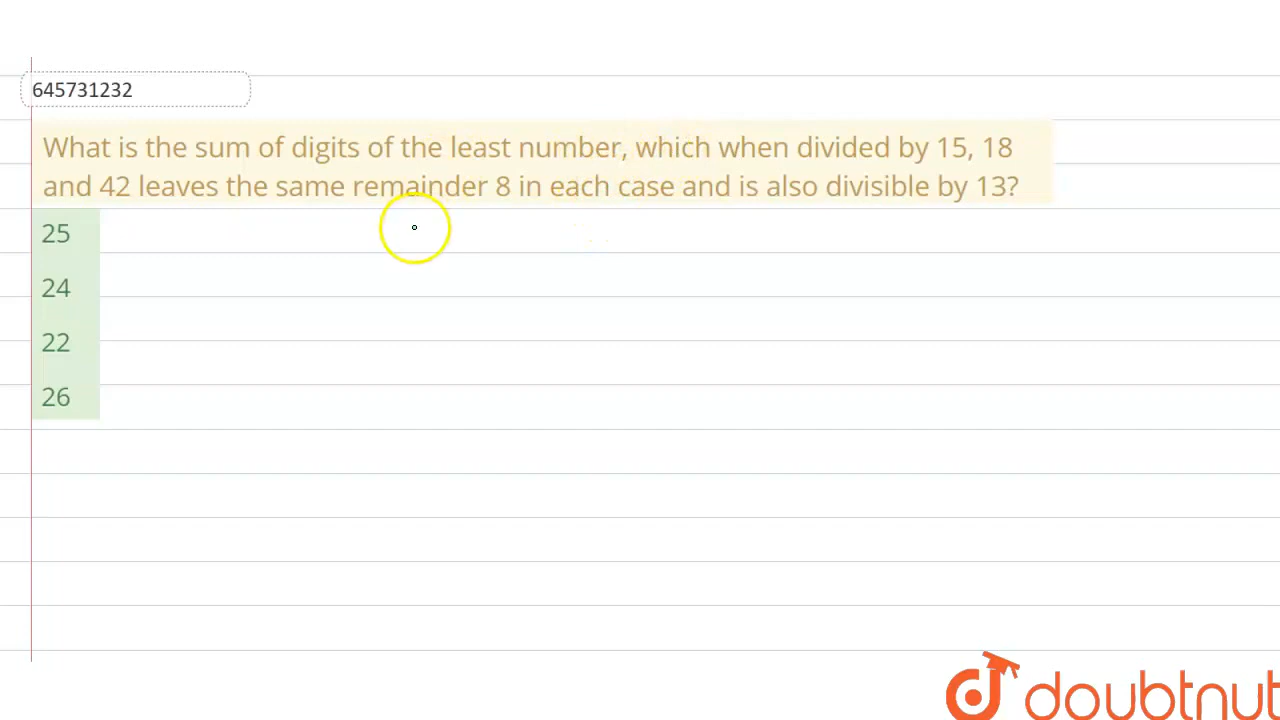 645731232
What is the sum of digits of the least number, which when divided by 15, 18
and 42 leaves the same remainder 8 in each case and is also divisible by 13?
25
24
22
26
doubtnut